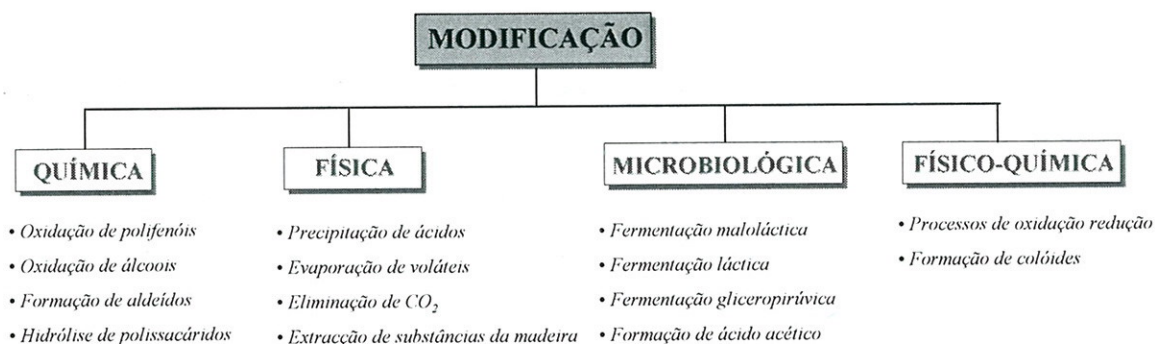 MODIFICAÇÃO
QUÍMICA
• Oxidação de polifenóis
• Oxidação de álcoois
• Formação de aldeídos
• Hidrólise de polissacáridos
FÍSICA
• Precipitação de ácidos
• Evaporação de voláteis
• Eliminação de CO₂
• Extracção de substâncias da madeira
MICROBIOLÓGICA
• Fermentação maloláctica
• Fermentação láctica
• Fermentação gliceropirúvica
• Formação de ácido acético
FÍSICO-QUÍMICA
• Processos de oxidação redução
• Formação de colóides